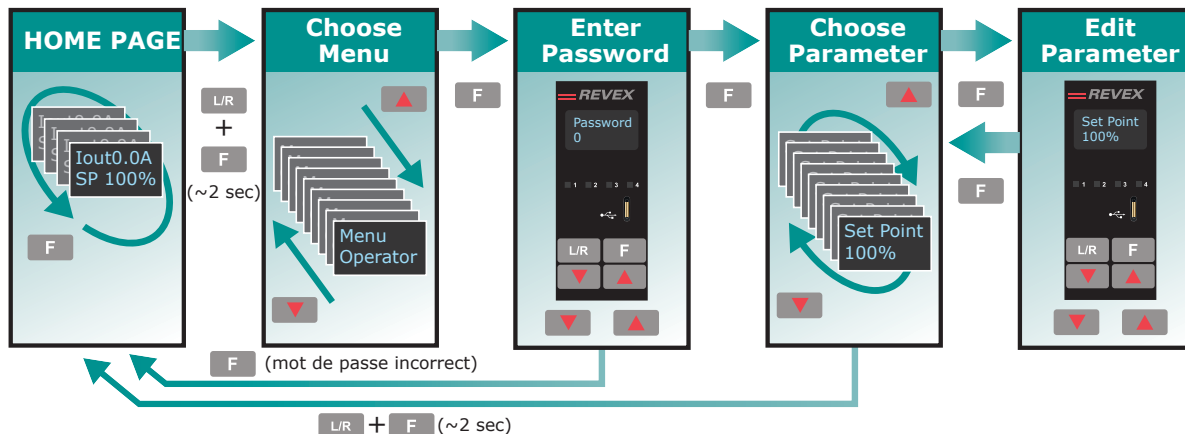 HOME PAGE
Iout0.0A
SP 100%
F
L/R
+
F
(~2 sec)
Choose
Menu
Menu
Operator
F
Enter
Password
REVEX
Password
0
1 2 3 4
L/R F
F
Choose
Parameter
Set Point
100%
F
F
Edit
Parameter
REVEX
Set Point
100%
1 2 3 4
L/R F
F (mot de passe incorrect)
L/R + F (~2 sec)